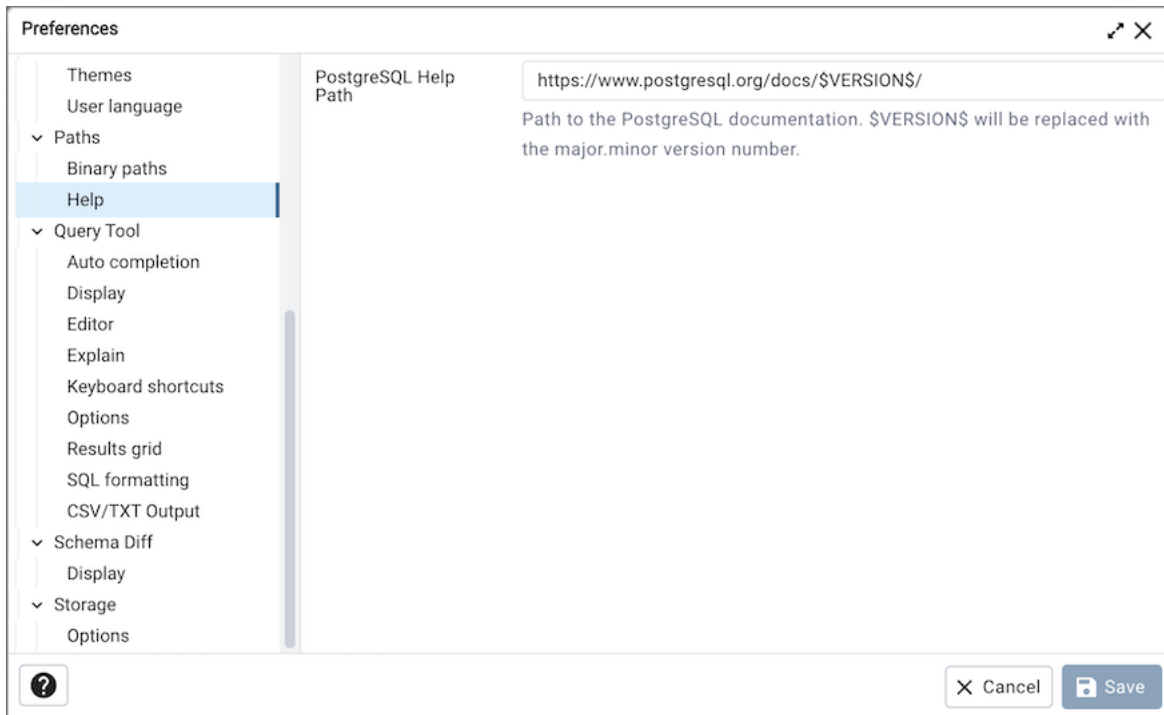 Preferences
Themes
User language
Paths
Binary paths
Help
Query Tool
Auto completion
Display
Editor
Explain
Keyboard shortcuts
Options
Results grid
SQL formatting
CSV/TXT Output
Schema Diff
Display
Storage
Options
PostgreSQL Help
Path
https://www.postgresql.org/docs/$VERSION$/
Path to the PostgreSQL documentation. $VERSION$ will be replaced with
the major.minor version number.
?
Cancel
Save